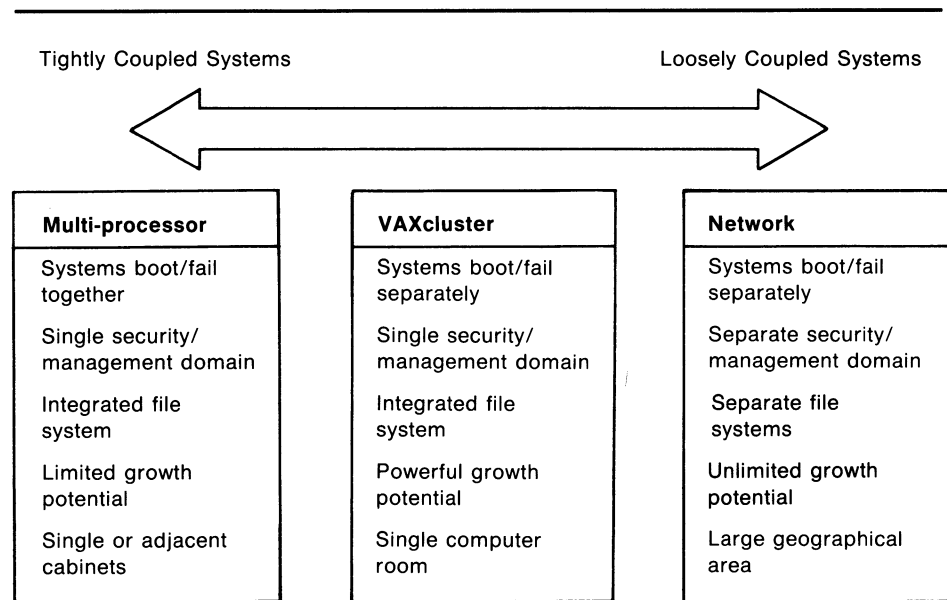 Tightly Coupled Systems
Loosely Coupled Systems
Multi-processor
Systems boot/fail
together
Single security/
management domain
Integrated file
system
Limited growth
potential
Single or adjacent
cabinets
VAXcluster
Systems boot/fail
separately
Single security/
management domain
Integrated file
system
Powerful growth
potential
Single computer
room
Network
Systems boot/fail
separately
Separate security/
management domain
Separate file
systems
Unlimited growth
potential
Large geographical
area